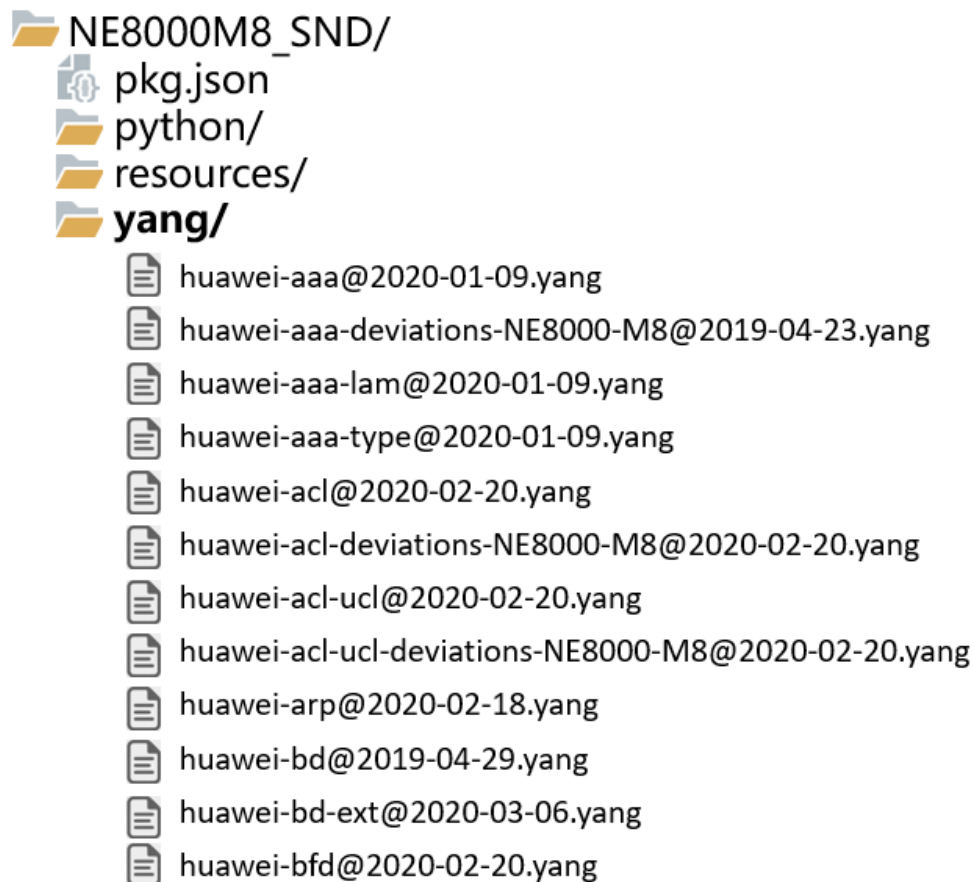 NE8000M8_SND/
pkg.json
python/
resources/
yang/
huawei-aaa@2020-01-09.yang
huawei-aaa-deviations-NE8000-M8@2019-04-23.yang
huawei-aaa-lam@2020-01-09.yang
huawei-aaa-type@2020-01-09.yang
huawei-acl@2020-02-20.yang
huawei-acl-deviations-NE8000-M8@2020-02-20.yang
huawei-acl-ucl@2020-02-20.yang
huawei-acl-ucl-deviations-NE8000-M8@2020-02-20.yang
huawei-arp@2020-02-18.yang
huawei-bd@2019-04-29.yang
huawei-bd-ext@2020-03-06.yang
huawei-bfd@2020-02-20.yang